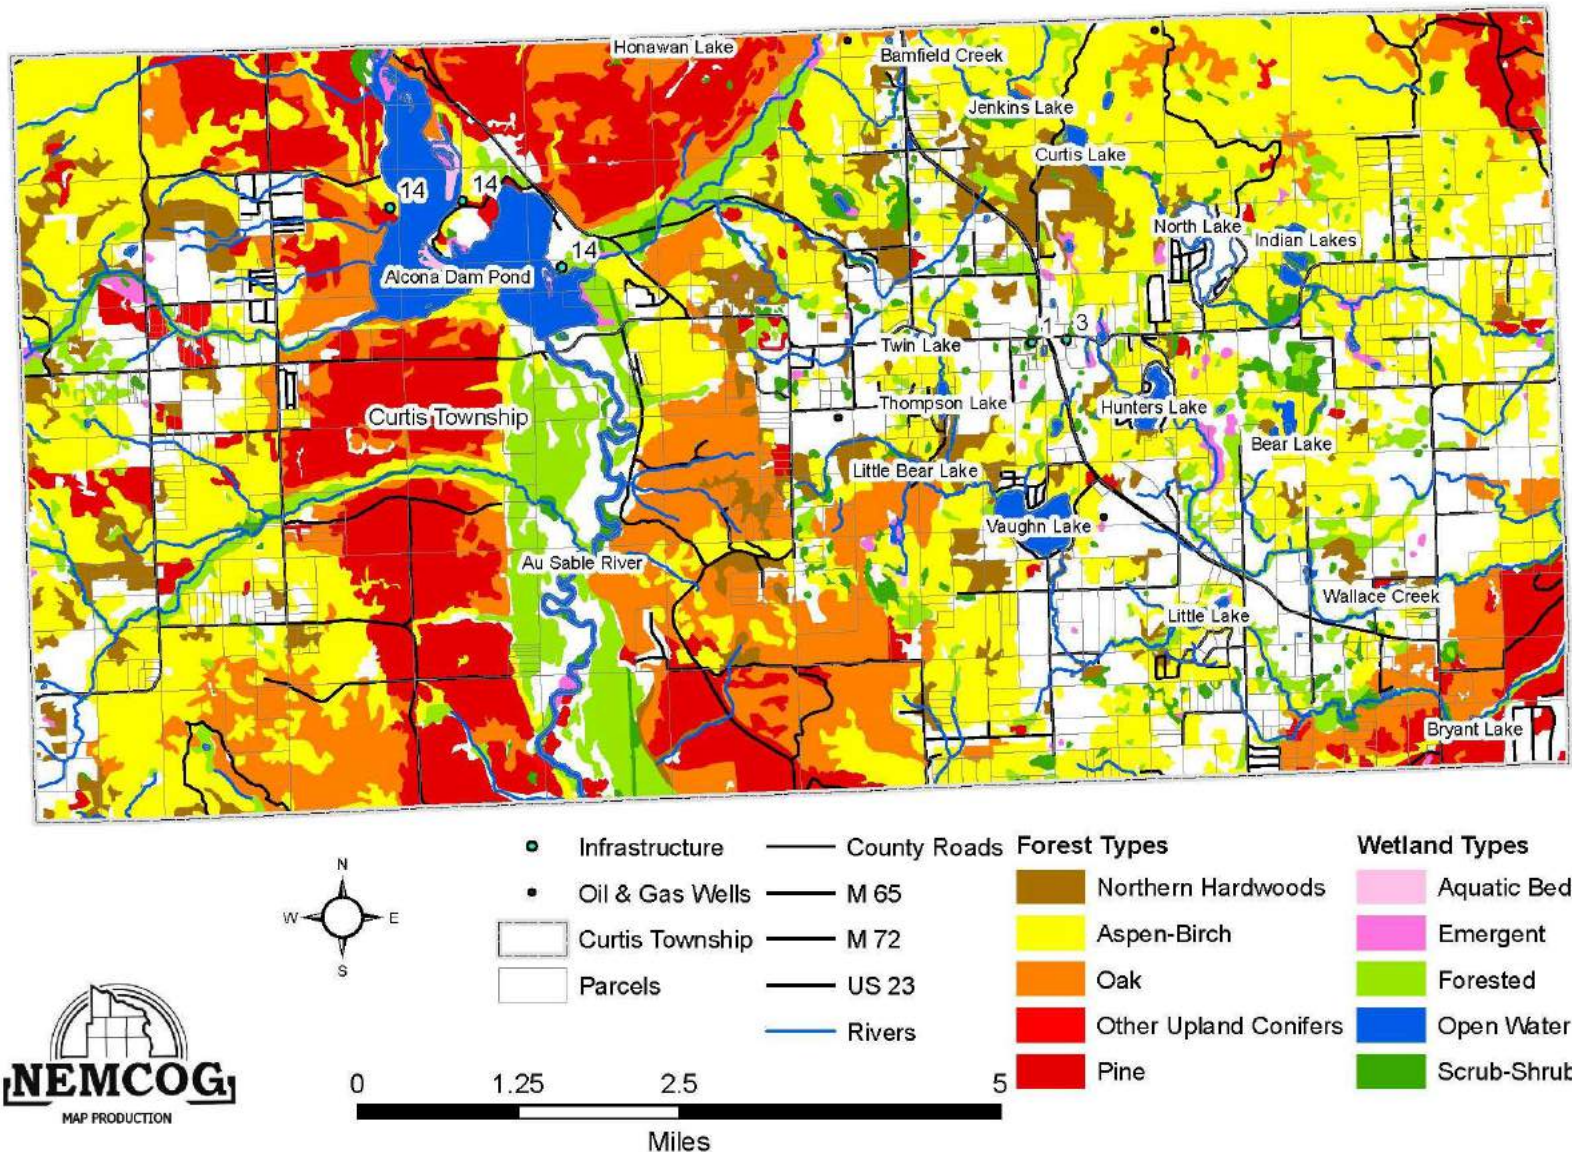 Honawan Lake
Bamfield Creek
Jenkins Lake
Curtis Lake
14
14
North Lake
Indian Lakes
14
Alcona Dam Pond
1
3
Twin Lake
Thompson Lake
Hunters Lake
Curtis Township
Bear Lake
Little Bear Lake
Vaughn Lake
Au Sable River
Wallace Creek
Little Lake
Bryant Lake
Infrastructure
Oil & Gas Wells
Curtis Township
Parcels
County Roads
M 65
M 72
US 23
Rivers
Forest Types
Northern Hardwoods
Aspen-Birch
Oak
Other Upland Conifers
Pine
Wetland Types
Aquatic Bed
Emergent
Forested
Open Water
Scrub-Shrub
N
W
E
S
NEMCOG
MAP PRODUCTION
0 1.25 2.5 5
Miles